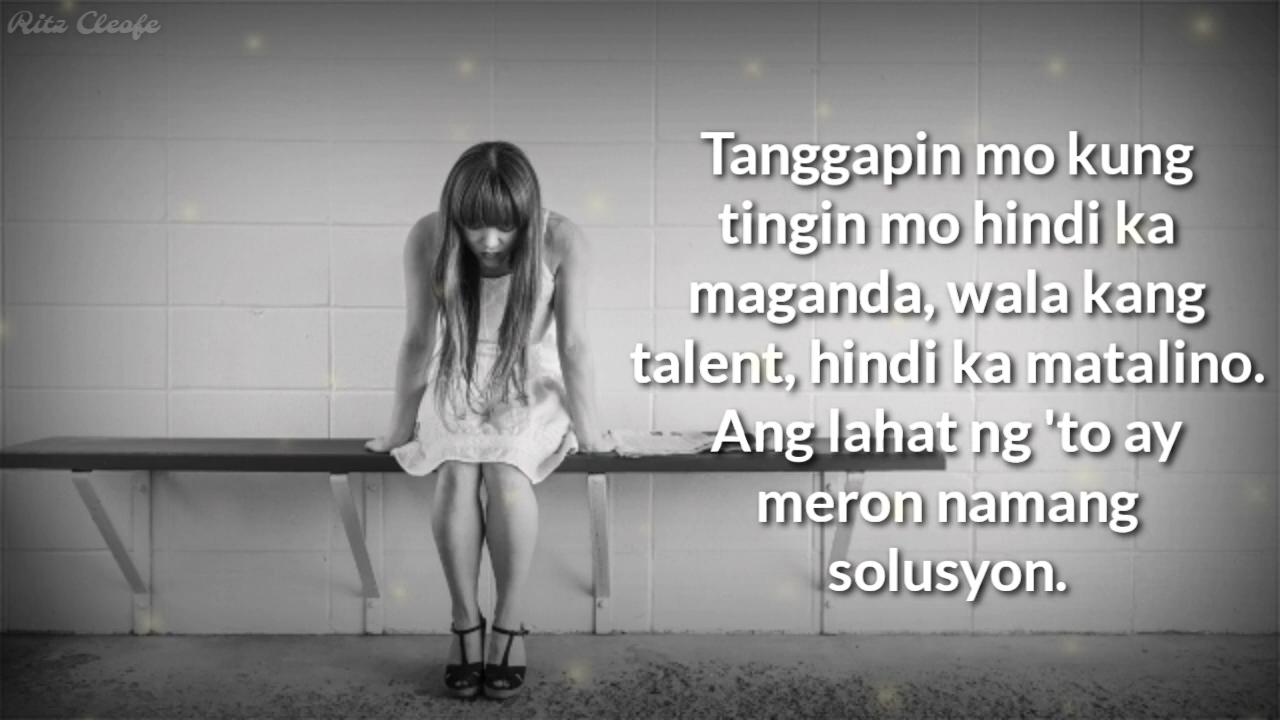 Ritz Cleofe
Tanggapin mo kung
tingin mo hindi ka
maganda, wala kang
talent, hindi ka matalino.
Ang lahat ng 'to ay
meron namang
solusyon.